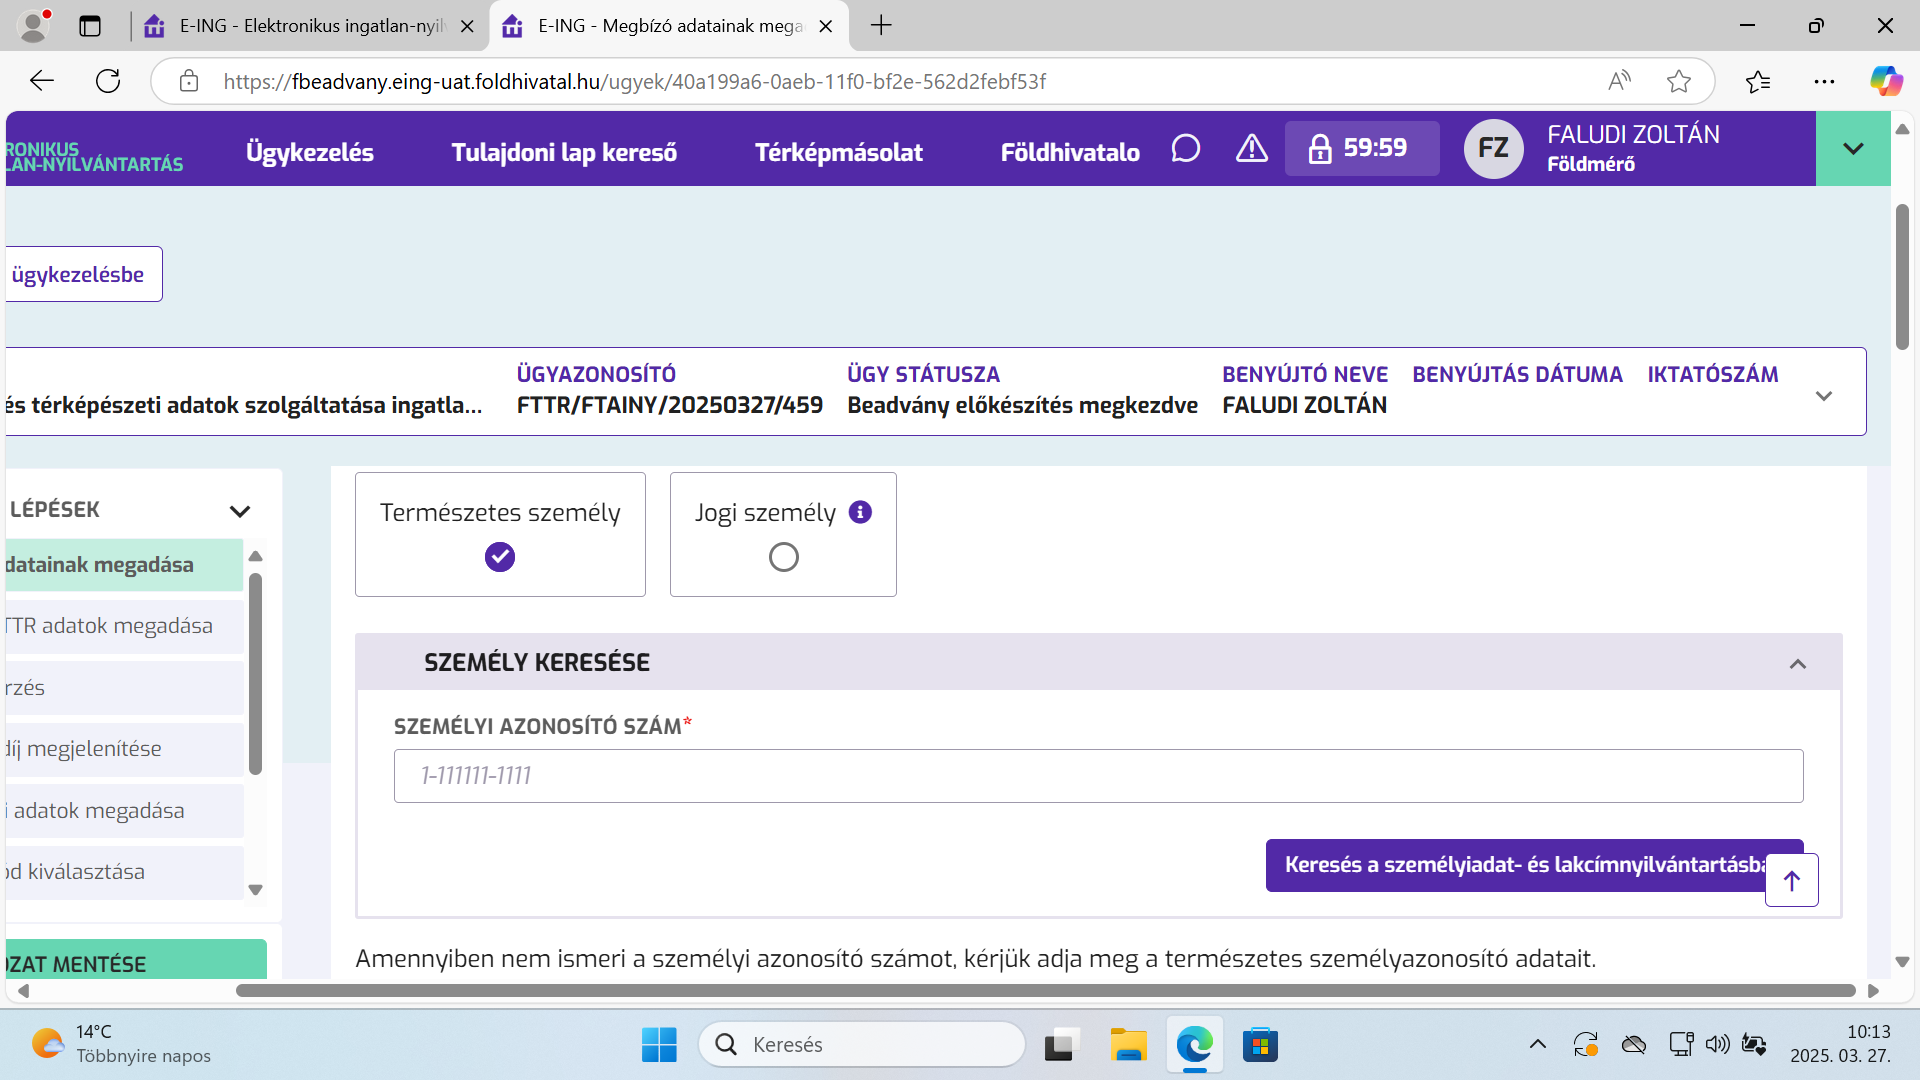 E-ING - Elektronikus ingatlan-nyil
E-ING - Megbízó adatainak mega
https://fbeadvany.eing-uat.foldhivatal.hu/ugyek/40a199a6-0aeb-11f0-bf2e-562d2febf53f
RONIKUS
LAN-NYILVÁNTARTÁS
Ügykezelés
Tulajdoni lap kereső
Térképmásolat
Földhivatalo
59:59
FZ
FALUDI ZOLTÁN
Földmérő
ügykezelésbe
és térképészeti adatok szolgáltatása ingatla...
ÜGYAZONOSÍTÓ
FTTR/FTAINY/20250327/459
ÜGY STÁTUSZA
Beadvány előkészítés megkezdve
BENYÚJTÓ NEVE
FALUDI ZOLTÁN
BENYÚJTÁS DÁTUMA
IKTATÓSZÁM
LÉPÉSEK
datainak megadása
TTR adatok megadása
rzés
díj megjelenítése
i adatok megadása
ód kiválasztása
OZAT MENTÉSE
Természetes személy
Jogi személy
SZEMÉLY KERESÉSE
SZEMÉLYI AZONOSÍTÓ SZÁM*
1-111111-1111
Keresés a személyiadat- és lakcímnyilvántartásba
Amennyiben nem ismeri a személyi azonosító számot, kérjük adja meg a természetes személyazonosító adatait.
14°C
Többnyire napos
Keresés
10:13
2025. 03. 27.